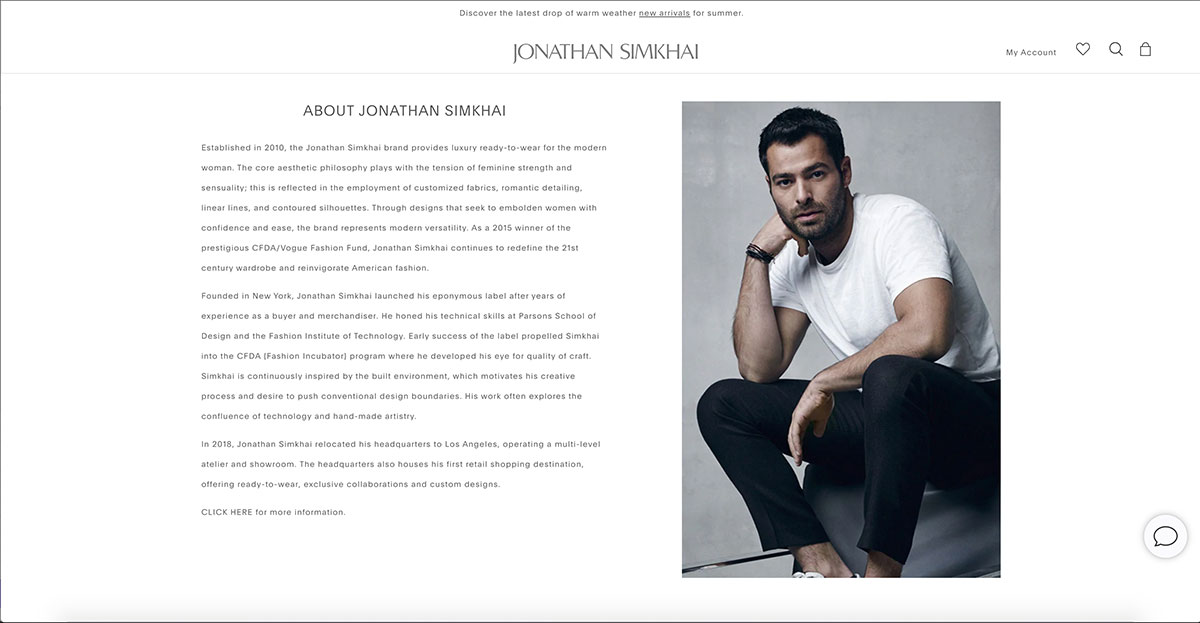 Discover the latest drop of warm weather new arrivals for summer.
JONATHAN SIMKHAI
My Account
ABOUT JONATHAN SIMKHAI
Established in 2010, the Jonathan Simkhai brand provides luxury ready-to-wear for the modern
woman. The core aesthetic philosophy plays with the tension of feminine strength and
sensuality; this is reflected in the employment of customized fabrics, romantic detailing,
linear lines, and contoured silhouettes. Through designs that seek to embolden women with
confidence and ease, the brand represents modern versatility. As a 2015 winner of the
prestigious CFDA/Vogue Fashion Fund, Jonathan Simkhai continues to redefine the 21st
century wardrobe and reinvigorate American fashion.
Founded in New York, Jonathan Simkhai launched his eponymous label after years of
experience as a buyer and merchandiser. He honed his technical skills at Parsons School of
Design and the Fashion Institute of Technology. Early success of the label propelled Simkhai
into the CFDA {Fashion Incubator} program where he developed his eye for quality of craft.
Simkhai is continuously inspired by the built environment, which motivates his creative
process and desire to push conventional design boundaries. His work often explores the
confluence of technology and hand-made artistry.
In 2018, Jonathan Simkhai relocated his headquarters to Los Angeles, operating a multi-level
atelier and showroom. The headquarters also houses his first retail shopping destination,
offering ready-to-wear, exclusive collaborations and custom designs.
CLICK HERE for more information.